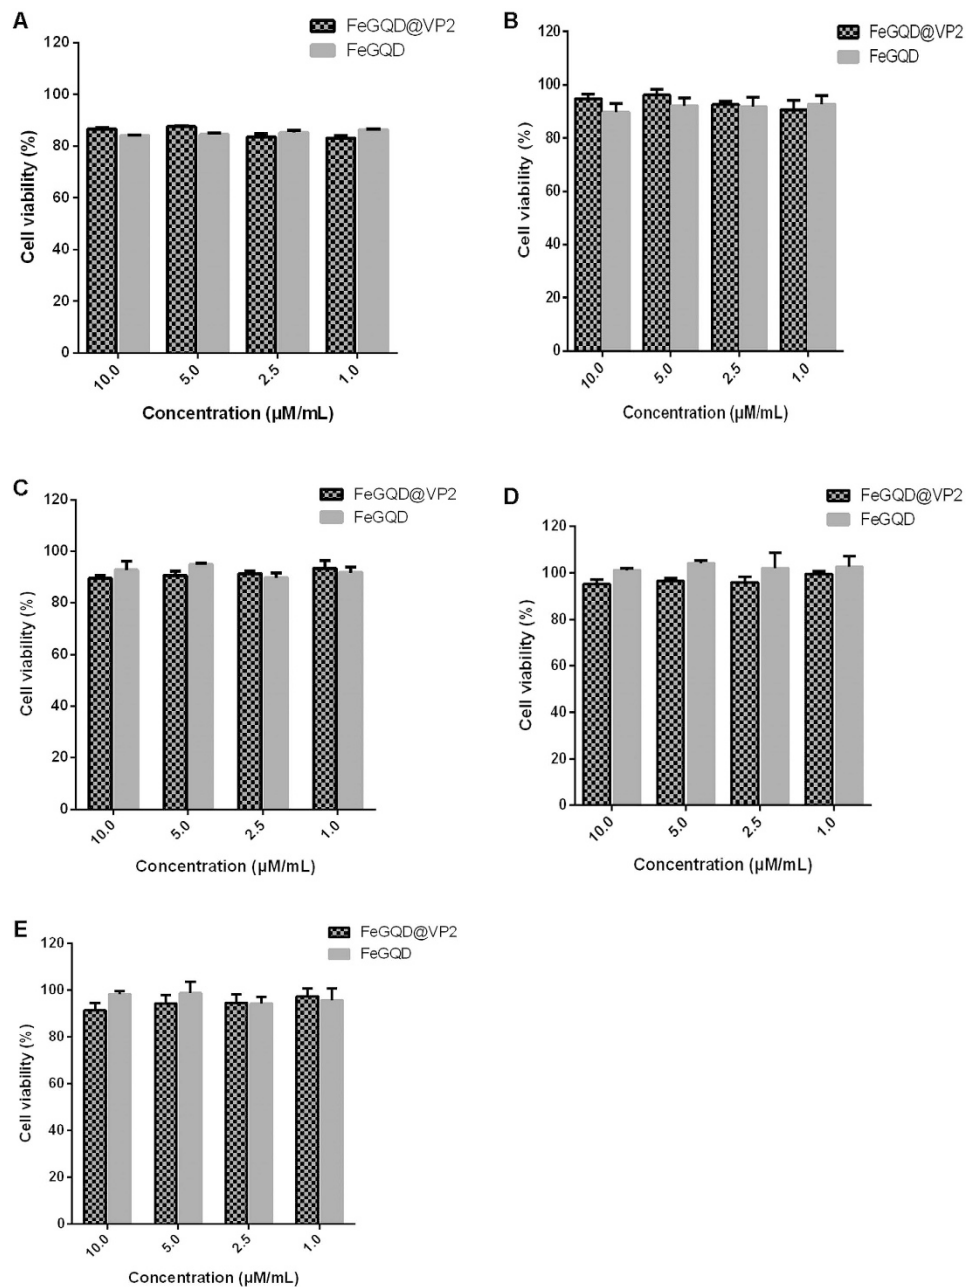 A
FeGQD@VP2
FeGQD
120
100
80
60
40
20
0
Cell viability (%)
10.0
5.0
2.5
1.0
Concentration (µM/mL)
B
FeGQD@VP2
FeGQD
120
100
80
60
40
20
0
Cell viability (%)
10.0
5.0
2.5
1.0
Concentration (µM/mL)
C
FeGQD@VP2
FeGQD
120
100
80
60
40
20
0
Cell viability (%)
10.0
5.0
2.5
1.0
Concentration (µM/mL)
D
FeGQD@VP2
FeGQD
120
100
80
60
40
20
0
Cell viability (%)
10.0
5.0
2.5
1.0
Concentration (µM/mL)
E
FeGQD@VP2
FeGQD
120
100
80
60
40
20
0
Cell viability (%)
10.0
5.0
2.5
1.0
Concentration (µM/mL)